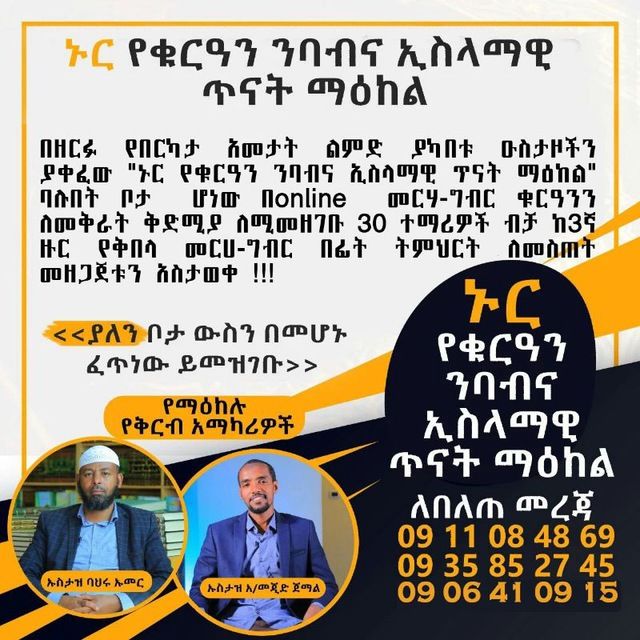 ኑር የቁርዓን ንባብና ኢስላማዊ
ጥናት ማዕከል
በዘርፉ የበርካታ አመታት ልምድ ያካበቱ ዑስታዞችን
ያቀፈው "ኑር የቁርዓን ንባብና ኢስላማዊ ጥናት ማዕከል"
ባሉበት ቦታ ሆነው በonline መርሃ-ግብር ቁርዓንን
ለመቅራት ቅድሚያ ለሚመዘገቡ 30 ተማሪዎች ብቻ ከ3ኛ
ዙር የቅበላ መርሀ-ግብር በፊት ትምህርት ለመስጠት
መዘጋጀቱን አስታወቀ !!!
<<ያለን ቦታ ውስን በመሆኑ
ፈጥነው ይመዝገቡ>>
የማዕከሉ
የቅርብ አማካሪዎች
ኡስታዝ ባህሩ ኡመር
ኡስታዝ አ/መጂድ ጀማል
ኑር
የቁርዓን
ንባብና
ኢስላማዊ
ጥናት ማዕከል
ለበለጠ መረጃ
09 11 08 48 69
09 35 85 27 45
09 06 41 09 15